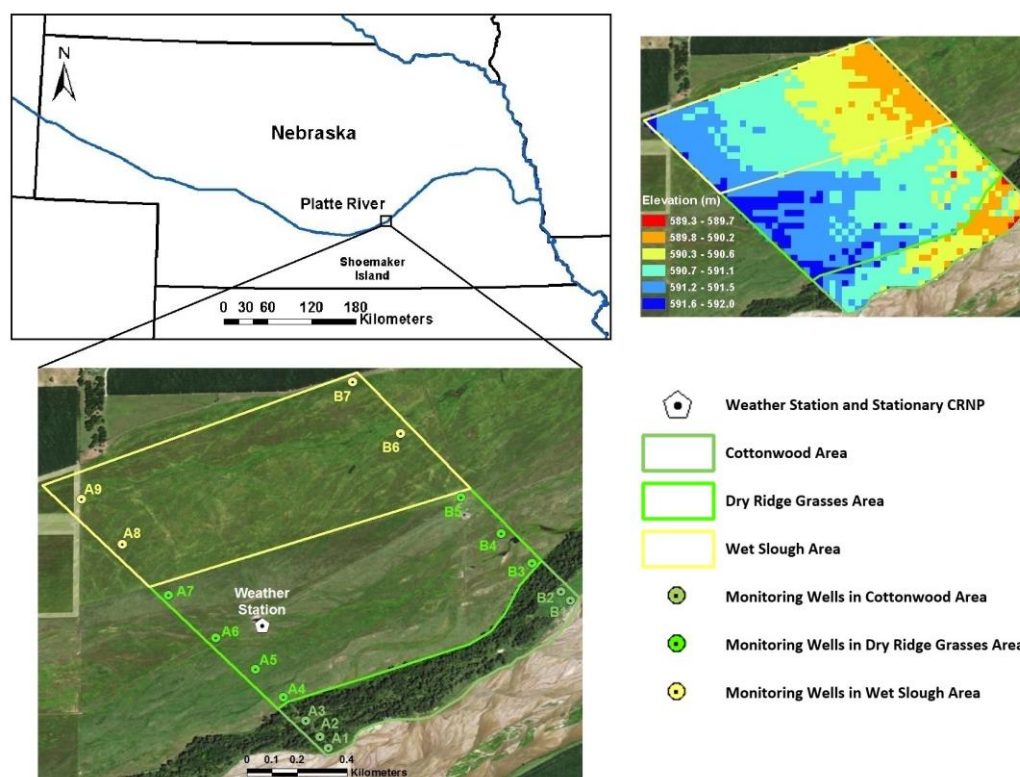 N
Nebraska
Platte River
Shoemaker
Island
0 30 60 120 180
Kilometers
Elevation (m)
589.3 - 589.7
589.8 - 590.2
590.3 - 590.6
590.7 - 591.1
591.2 - 591.5
591.6 - 592.0
B7
B6
A9
B5
A8
B4
B3
A7
B2
B1
Weather
Station
A6
A5
A4
A3
A2
A1
0 0.1 0.2 0.4
Kilometers
Weather Station and Stationary CRNP
Cottonwood Area
Dry Ridge Grasses Area
Wet Slough Area
Monitoring Wells in Cottonwood Area
Monitoring Wells in Dry Ridge Grasses Area
Monitoring Wells in Wet Slough Area